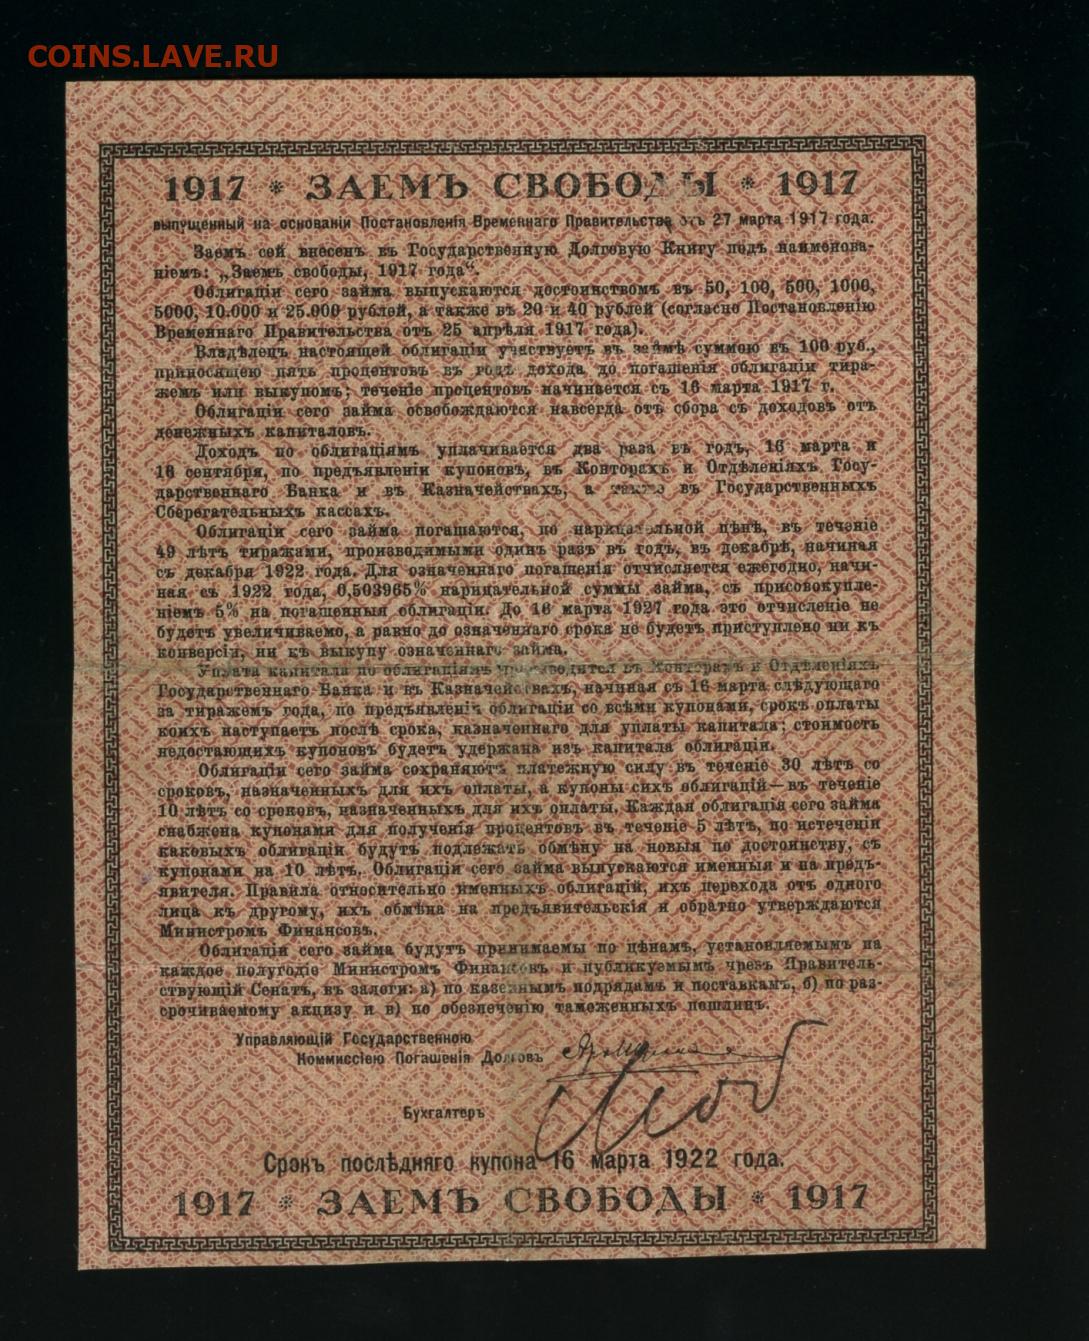 COINS.LAVE.RU
1917 * ЗАЕМЪ СВОБОДЫ * 1917
выпущенный на основаніи Постановленія Временнаго Правительства отъ 27 марта 1917 года.
Заемъ сей внесенъ въ Государственную Долговую Книгу подъ наименова-
ніемъ: „Заемъ свободы, 1917 года“.
Облигаціи сего займа выпускаются достоинствомъ въ 50, 100, 500, 1000,
5000, 10.000 и 25.000 рублей, а также въ 20 и 40 рублей (согласно Постановленію
Временнаго Правительства отъ 25 апрѣля 1917 года).
Владѣлецъ настоящей облигаціи участвуетъ въ займѣ суммою въ 100 руб.,
приносящею пять процентовъ въ годъ дохода до погашенія облигаціи тира-
жемъ или выкупомъ; теченіе процентовъ начинается съ 16 марта 1917 г.
Облигаціи сего займа освобождаются навсегда отъ сбора съ доходовъ отъ
денежныхъ капиталовъ.
Доходъ по облигаціямъ уплачивается два раза въ годъ, 16 марта и
16 сентября, по предъявленіи купоновъ, въ Конторахъ и Отдѣленіяхъ Госу-
дарственнаго Банка и въ Казначействахъ, а также въ Государственныхъ
Сберегательныхъ кассахъ.
Облигаціи сего займа погашаются, по нарицательной цѣнѣ, въ теченіе
49 лѣтъ тиражами, производимыми одинъ разъ въ годъ, въ декабрѣ, начиная
съ декабря 1922 года. Для означеннаго погашенія отчисляется ежегодно, начи-
ная съ 1922 года, 0,503965% нарицательной суммы займа, съ присовокупле-
ніемъ 5% на погашенныя облигаціи. До 16 марта 1927 года это отчисленіе не
будетъ увеличиваемо, а равно до означеннаго срока не будетъ приступлено ни къ
конверсіи, ни къ выкупу означеннаго займа.
Уплата капитала по облигаціямъ производится въ Конторахъ и Отдѣленіяхъ
Государственнаго Банка и въ Казначействахъ, начиная съ 16 марта слѣдующаго
за тиражемъ года, по предъявленіи облигаціи со всѣми купонами, срокъ оплаты
коихъ наступаетъ послѣ срока, назначеннаго для уплаты капитала; стоимость
недостающихъ купоновъ будетъ удержана изъ капитала облигаціи.
Облигаціи сего займа сохраняютъ платежную силу въ теченіе 30 лѣтъ со
сроковъ, назначенныхъ для ихъ оплаты, а купоны сихъ облигацій—въ теченіе
10 лѣтъ со сроковъ, назначенныхъ для ихъ оплаты. Каждая облигація сего займа
снабжена купонами для полученія процентовъ въ теченіе 5 лѣтъ, по истеченіи
каковыхъ облигаціи будутъ подлежать обмѣну на новыя по достоинству, съ
купонами на 10 лѣтъ. Облигаціи сего займа выпускаются именныя и на предъ-
явителя. Правила относительно именныхъ облигацій, ихъ перехода отъ одного
лица къ другому, ихъ обмѣна на предъявительскія и обратно утверждаются
Министромъ Финансовъ.
Облигаціи сего займа будутъ принимаемы по цѣнамъ, установляемымъ на
каждое полугодіе Министромъ Финансовъ и публикуемымъ чрезъ Правитель-
ствующій Сенатъ, въ залоги: а) по казеннымъ подрядамъ и поставкамъ, б) по раз-
срочиваемому акцизу и в) по обезпеченію таможенныхъ пошлинъ.
Управляющій Государственною
Коммиссіею Погашенія Долговъ
Бухгалтеръ
Срокъ послѣдняго купона 16 марта 1922 года.
1917 * ЗАЕМЪ СВОБОДЫ * 1917